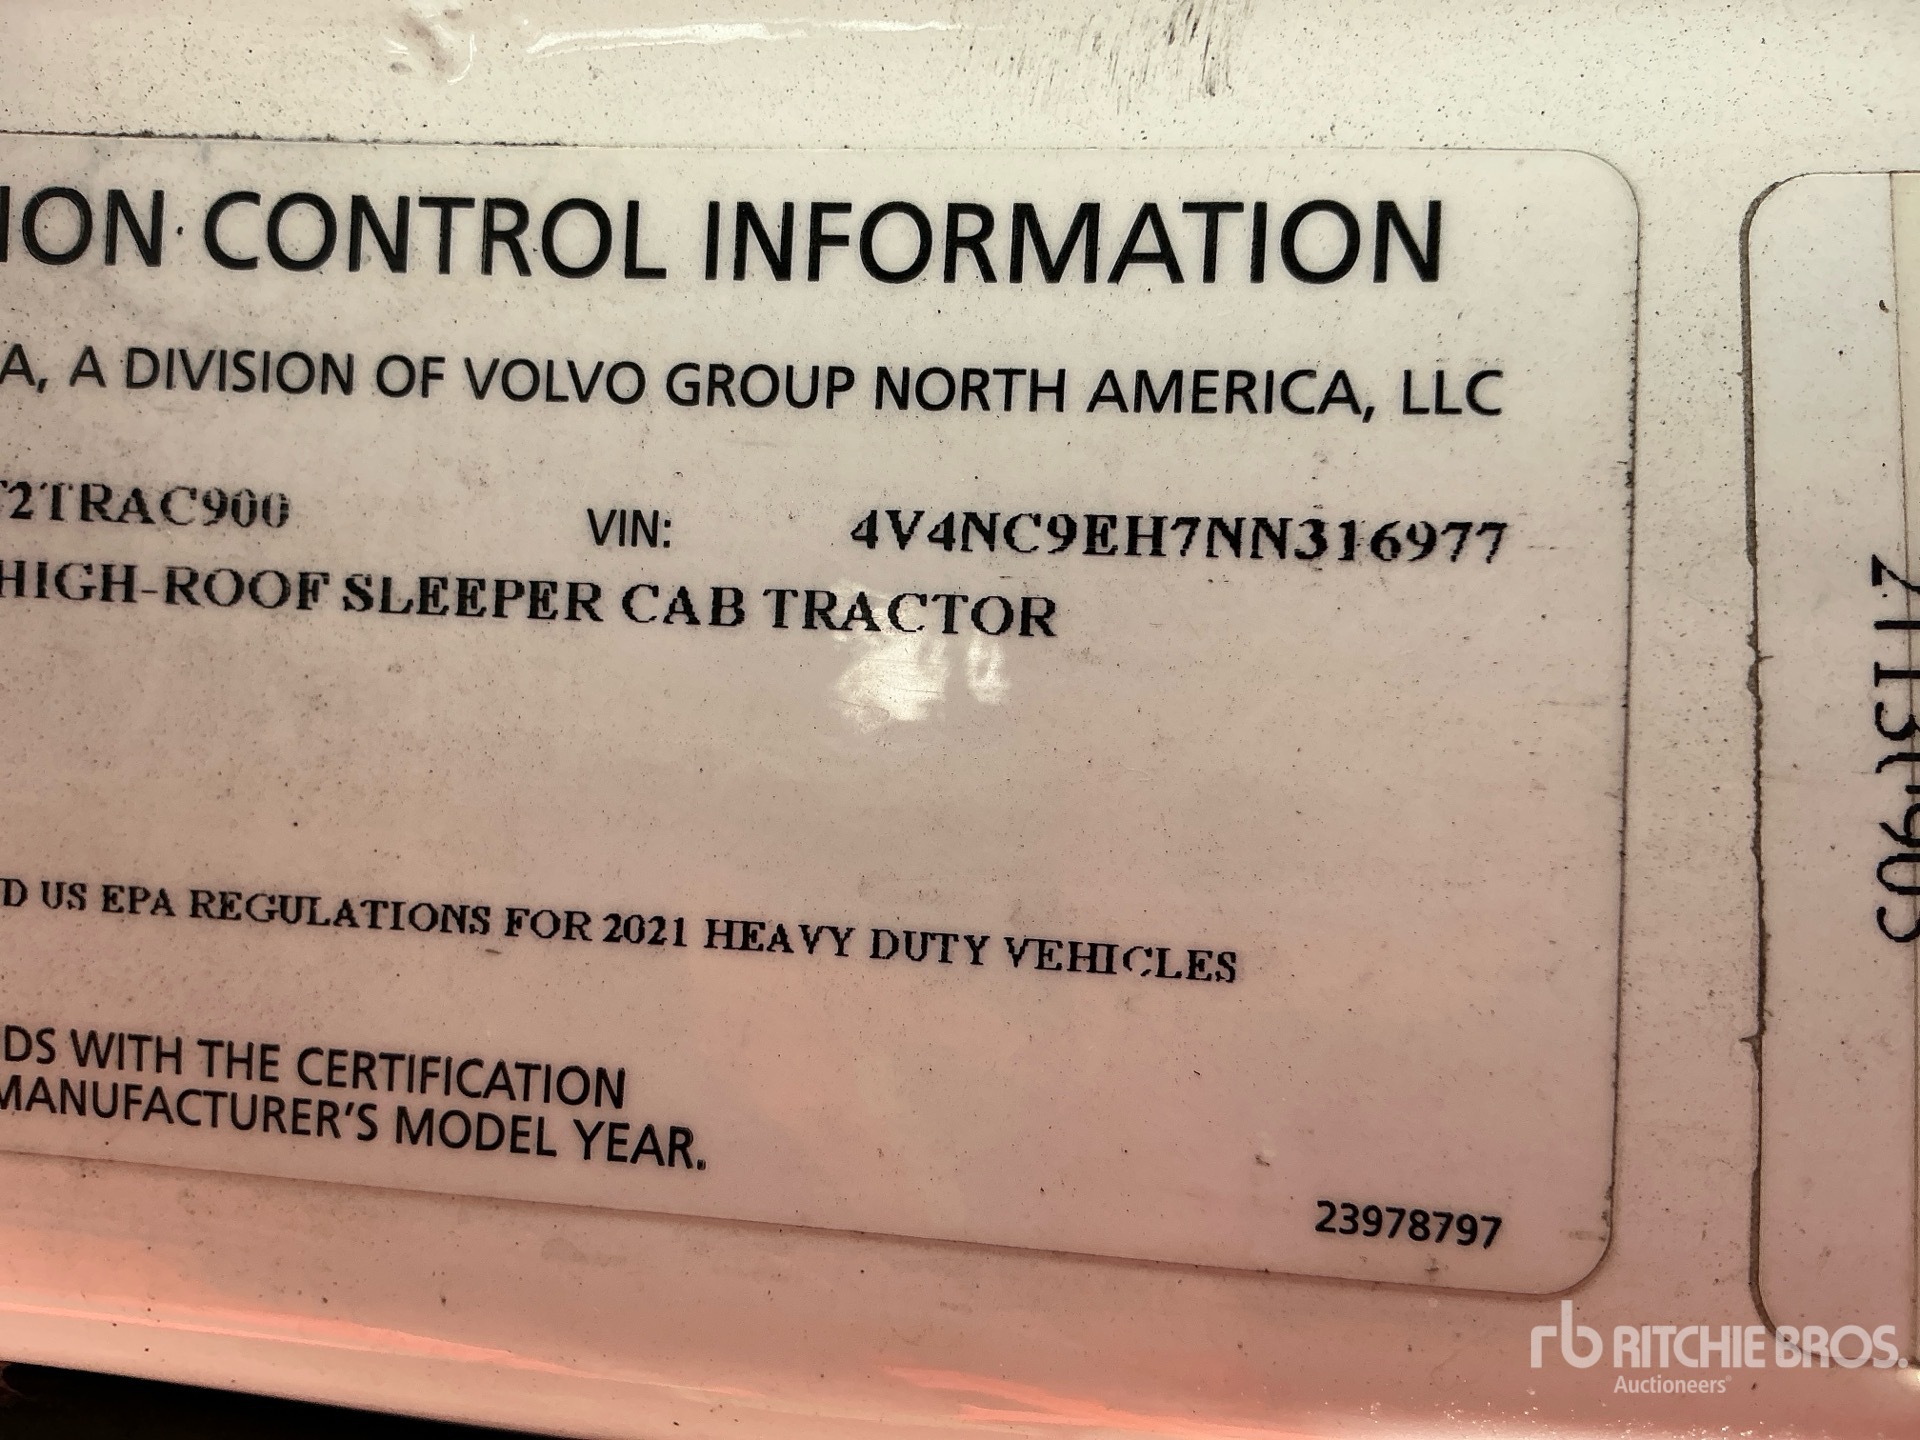 ION CONTROL INFORMATION
A, A DIVISION OF VOLVO GROUP NORTH AMERICA, LLC
2TRAC900 VIN: 4V4NC9EH7NN316977
HIGH-ROOF SLEEPER CAB TRACTOR
D US EPA REGULATIONS FOR 2021 HEAVY DUTY VEHICLES
DS WITH THE CERTIFICATION
MANUFACTURER'S MODEL YEAR.
23978797
rb RITCHIE BROS.
Auctioneers